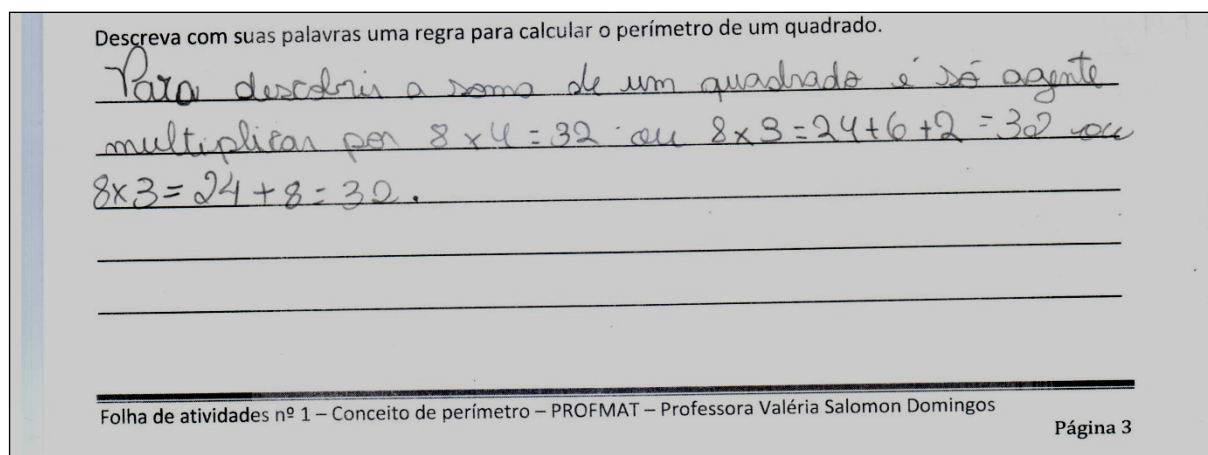 Descreva com suas palavras uma regra para calcular o perímetro de um quadrado.
Para descobrir a soma de um quadrado é só agente
multiplicar por 8 x 4 = 32 ou 8 x 3 = 24 + 6 + 2 = 32 ou
8x3 = 24 + 8 = 32.
Folha de atividades nº 1 – Conceito de perímetro – PROFMAT – Professora Valéria Salomon Domingos
Página 3